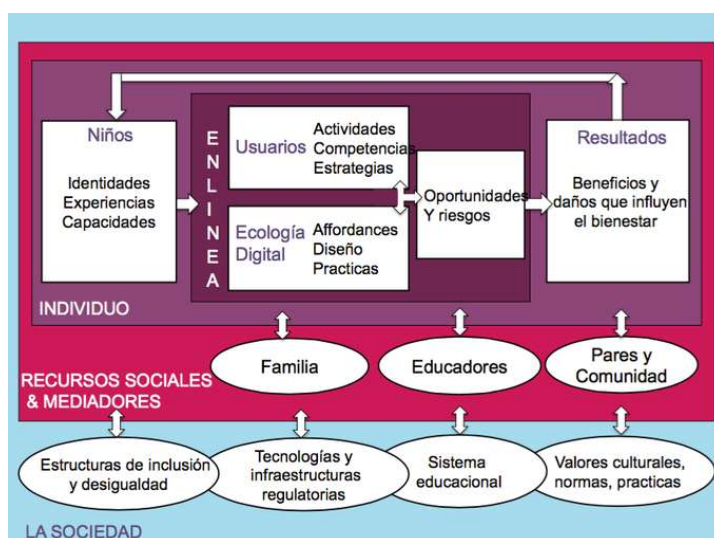 Niños
Identidades
Experiencias
Capacidades
ENLINEA
Usuarios
Actividades
Competencias
Estrategias
Ecología
Digital
Affordances
Diseño
Practicas
Oportunidades
Y riesgos
Resultados
Beneficios y
daños que influyen
el bienestar
INDIVIDUO
Familia
Educadores
Pares y
Comunidad
RECURSOS SOCIALES
& MEDIADORES
Estructuras de inclusión
y desigualdad
Tecnologías y
infraestructuras
regulatorias
Sistema
educacional
Valores culturales,
normas, practicas
LA SOCIEDAD